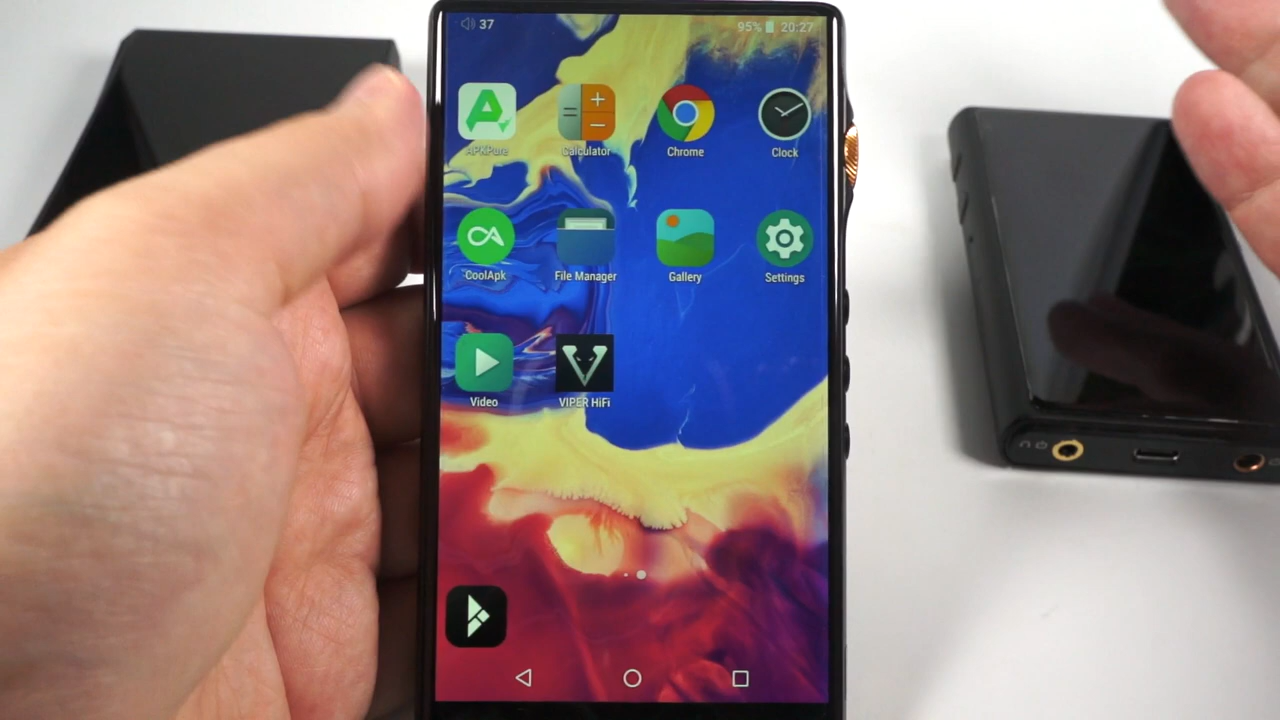 37
95% 20:27
APKPure Calculator Chrome Clock
CoolApk File Manager Gallery Settings
Video VIPER HiFi